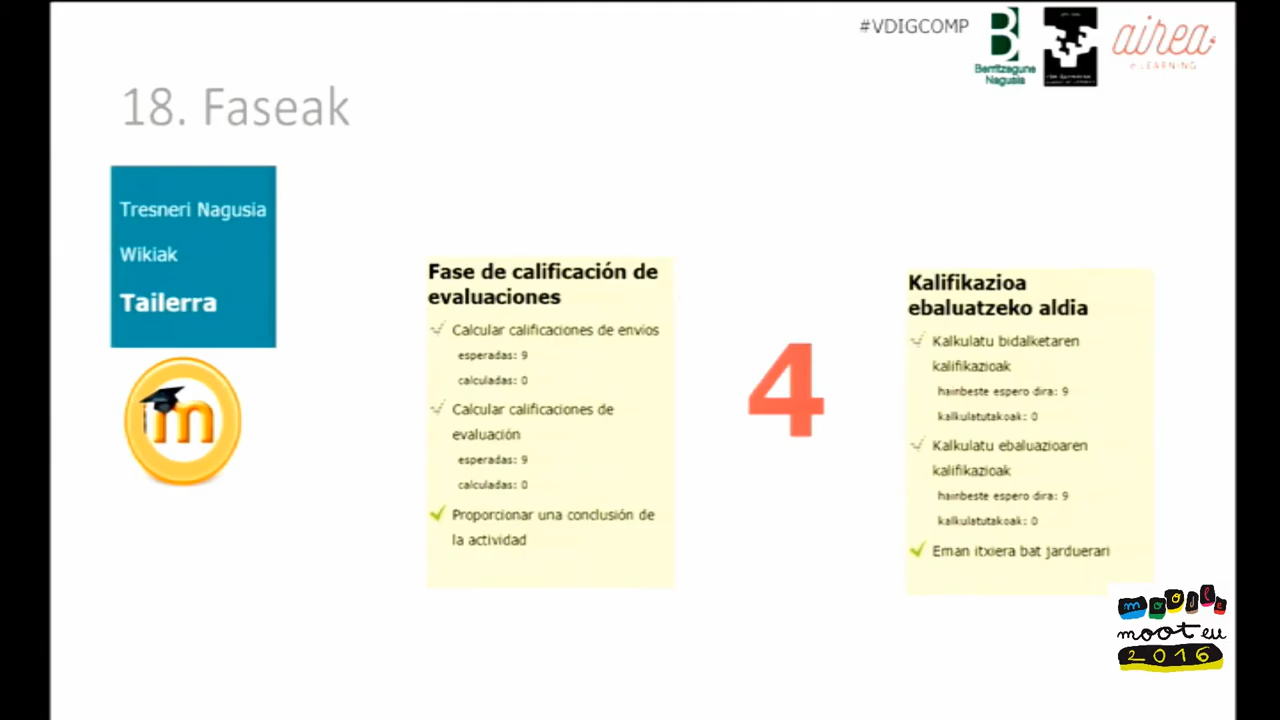 #VDIGCOMP
Berritzegune
Nagusia
airea
e-LEARNING
18. Faseak
Tresneri Nagusia
Wikiak
Tailerra
m
Fase de calificación de
evaluaciones
Calcular calificaciones de envíos
esperadas: 9
calculadas: 0
Calcular calificaciones de
evaluación
esperadas: 9
calculadas: 0
Proporcionar una conclusión de
la actividad
4
Kalifikazioa
ebaluatzeko aldia
Kalkulatu bidalketaren
kalifikazioak
hainbeste espero dira: 9
kalkulatutakoak: 0
Kalkulatu ebaluazioaren
kalifikazioak
hainbeste espero dira: 9
kalkulatutakoak: 0
Eman itxiera bat jarduerari
moodle
moot eu
2016